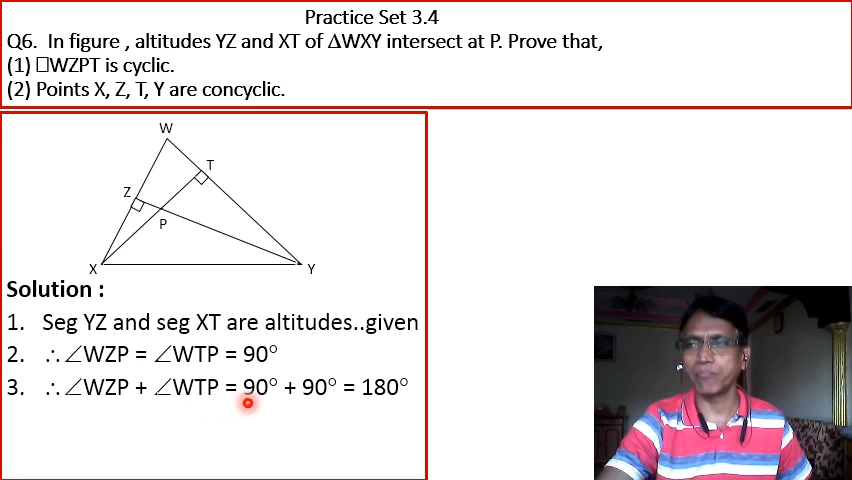 Practice Set 3.4
Q6. In figure , altitudes YZ and XT of ∆WXY intersect at P. Prove that,
(1) □WZPT is cyclic.
(2) Points X, Z, T, Y are concyclic.
W
T
Z
P
X
Y
Solution :
1. Seg YZ and seg XT are altitudes..given
2. ∴ ∠WZP = ∠WTP = 90°
3. ∴ ∠WZP + ∠WTP = 90° + 90° = 180°